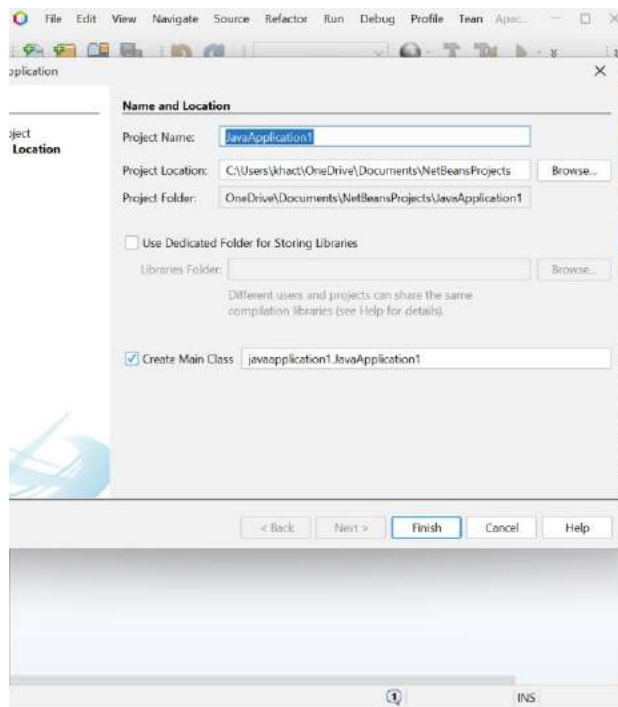 File Edit View Navigate Source Refactor Run Debug Profile Team Apac...
pplication
Name and Location
oject
Location
Project Name: JavaApplication1
Project Location: C:\Users\khact\OneDrive\Documents\NetBeansProjects Browse...
Project Folder: OneDrive\Documents\NetBeansProjects\JavaApplication1
Use Dedicated Folder for Storing Libraries
Libraries Folder: Browse...
Different users and projects can share the same
compilation libraries (see Help for details).
Create Main Class javaapplication1.JavaApplication1
< Back Next > Finish Cancel Help
1 INS